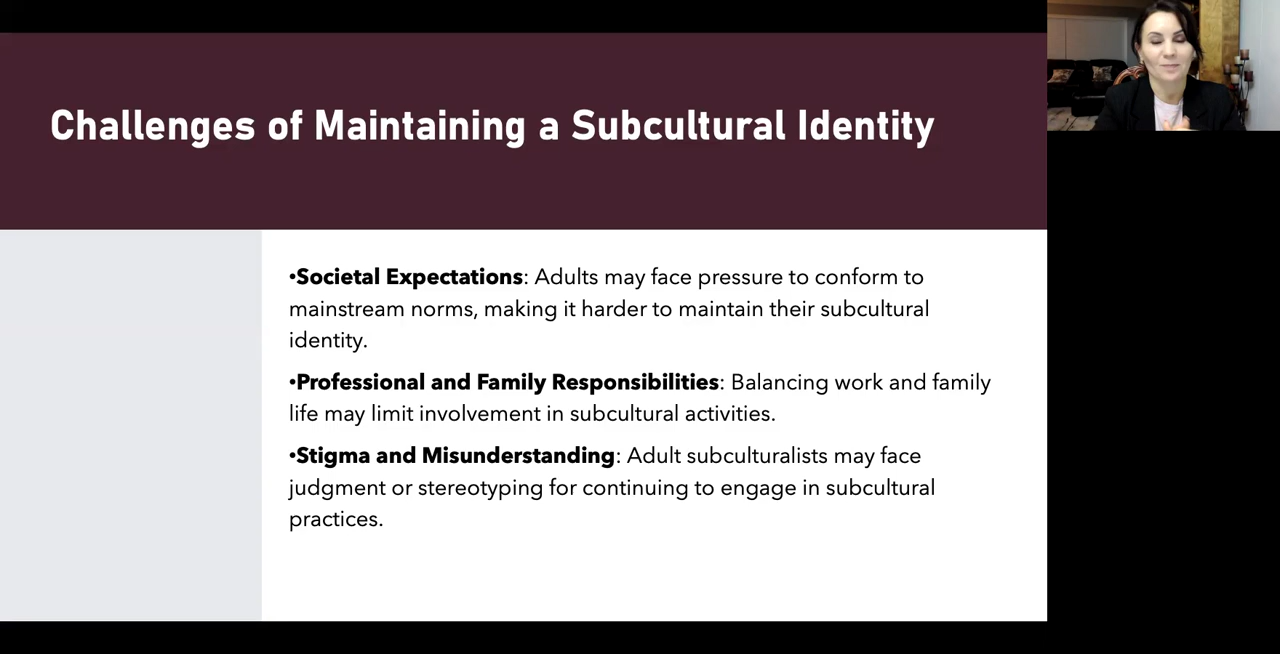 Challenges of Maintaining a Subcultural Identity
•Societal Expectations: Adults may face pressure to conform to
mainstream norms, making it harder to maintain their subcultural
identity.
•Professional and Family Responsibilities: Balancing work and family
life may limit involvement in subcultural activities.
•Stigma and Misunderstanding: Adult subculturalists may face
judgment or stereotyping for continuing to engage in subcultural
practices.